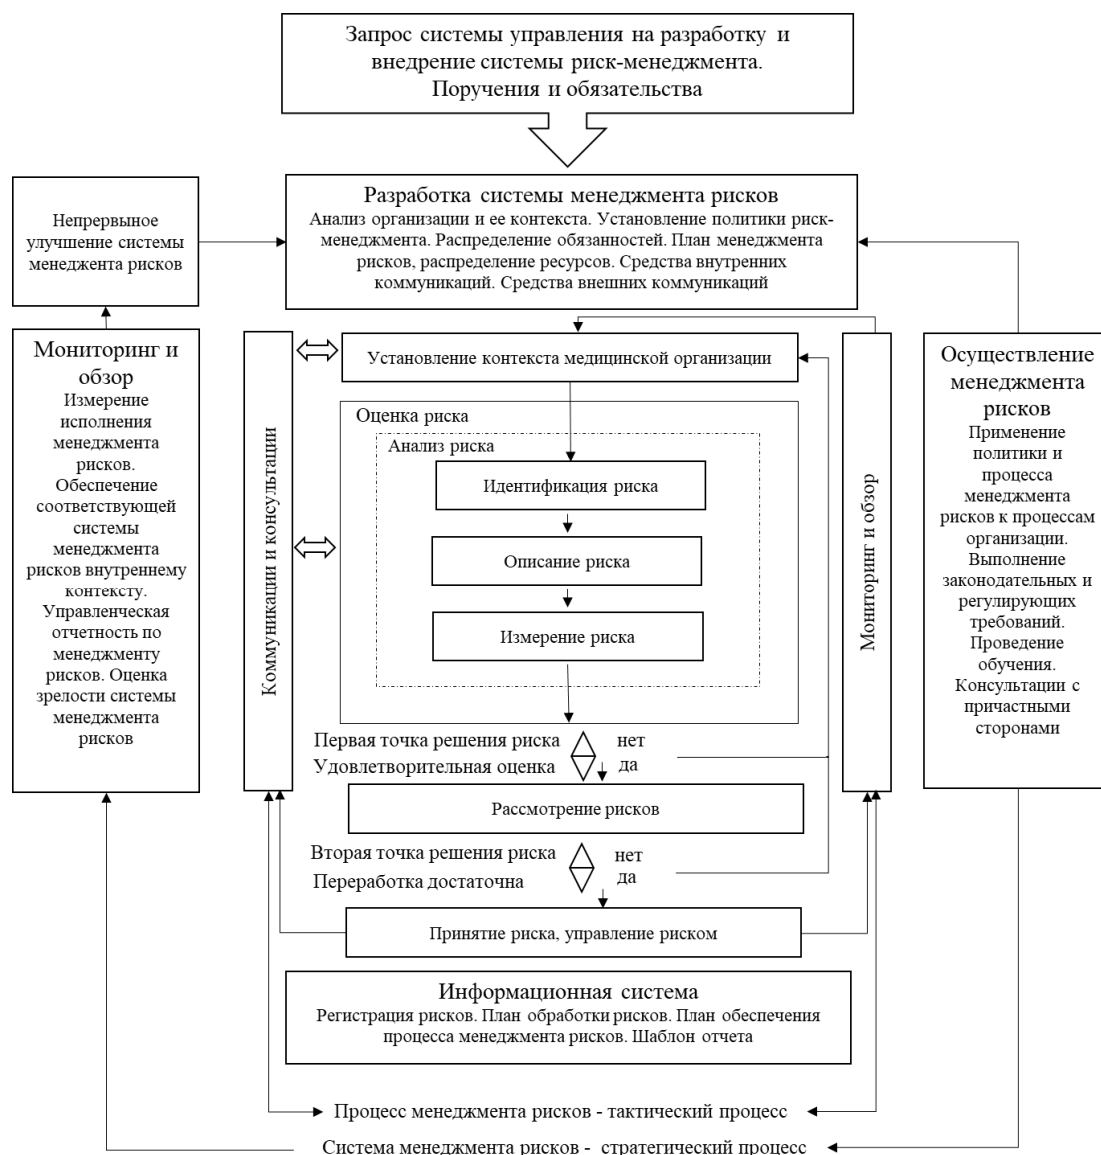 Запрос системы управления на разработку и
внедрение системы риск-менеджмента.
Поручения и обязательства
Непрервыное
улучшение системы
менеджента рисков
Разработка системы менеджмента рисков
Анализ организации и ее контекста. Установление политики риск-
менеджмента. Распределение обязанностей. План менеджмента
рисков, распределение ресурсов. Средства внутренних
коммуникаций. Средства внешних коммуникаций
Мониторинг и
обзор
Измерение
исполнения
менеджмента
рисков.
Обеспечение
соответствующей
системы
менеджмента
рисков внутреннему
контексту.
Управленческая
отчетность по
менеджменту
рисков. Оценка
зрелости системы
менеджмента
рисков
Коммуникации и консультации
Установление контекста медицинской организации
Оценка риска
Анализ риска
Идентификация риска
Описание риска
Измерение риска
Первая точка решения риска
нет
Удовлетворительная оценка
да
Рассмотрение рисков
Вторая точка решения риска
нет
Переработка достаточна
да
Принятие риска, управление риском
Мониторинг и обзор
Осуществление
менеджмента
рисков
Применение
политики и
процесса
менеджмента
рисков к процессам
организации.
Выполнение
законодательных и
регулирующих
требований.
Проведение
обучения.
Консультации с
причастными
сторонами
Информационная система
Регистрация рисков. План обработки рисков. План обеспечения
процесса менеджмента рисков. Шаблон отчета
Процесс менеджмента рисков - тактический процесс
Система менеджмента рисков - стратегический процесс